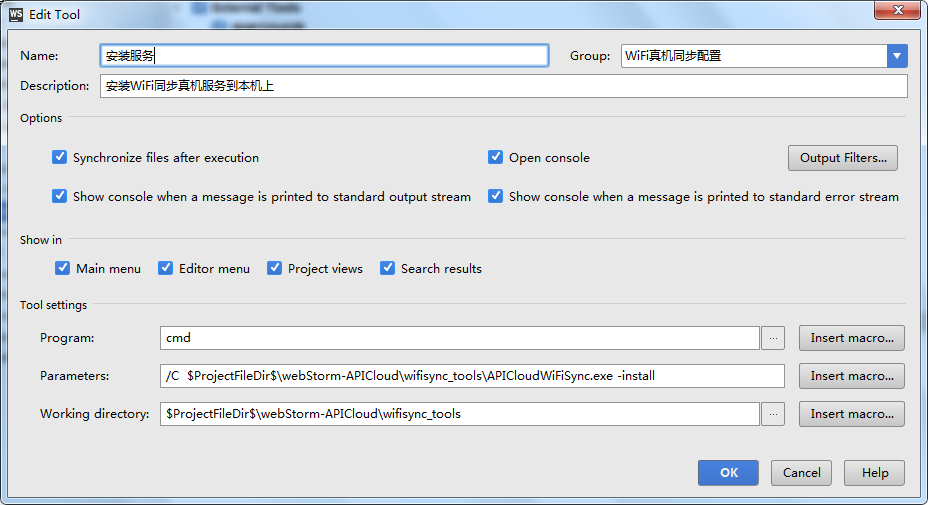 WS Edit Tool
External Tools
Name: 安装服务 Group: WiFi真机同步配置
Description: 安装WiFi同步真机服务到本机上
Options
Synchronize files after execution Open console Output Filters...
Show console when a message is printed to standard output stream Show console when a message is printed to standard error stream
Show in
Main menu Editor menu Project views Search results
Tool settings
Program: cmd ... Insert macro...
Parameters: /C $ProjectFileDir$\webStorm-APICloud\wifisync_tools\APICloudWiFiSync.exe -install Insert macro...
Working directory: $ProjectFileDir$\webStorm-APICloud\wifisync_tools ... Insert macro...
OK Cancel Help